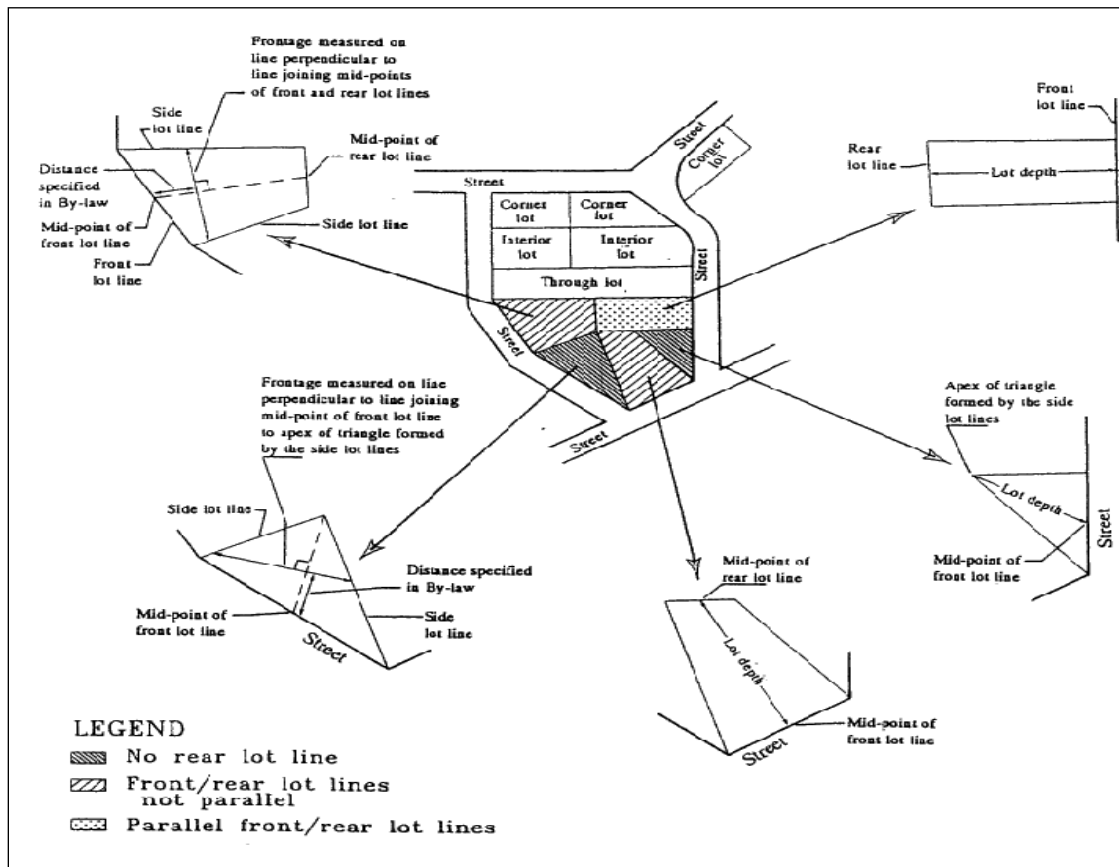 Frontage measured on
line perpendicular to
line joining mid-points
of front and rear lot lines
Side
lot line
Mid-point of
rear lot line
Distance
specified
in By-law
Mid-point of
front lot line
Front
lot line
Side lot line
Street
Street
Corner
lot
Corner
lot
Corner
lot
Interior
lot
Interior
lot
Street
Through lot
Street
Street
Front
lot line
Rear
lot line
Lot depth
Frontage measured on line
perpendicular to line joining
mid-point of front lot line
to apex of triangle formed
by the side lot lines
Side lot line
Distance specified
in By-law
Mid-point of
front lot line
Side
lot line
Street
Mid-point of
rear lot line
Lot depth
Mid-point of
front lot line
Street
Apex of triangle
formed by the side
lot lines
Lot depth
Street
Mid-point of
front lot line
LEGEND
No rear lot line
Front/rear lot lines
not parallel
Parallel front/rear lot lines